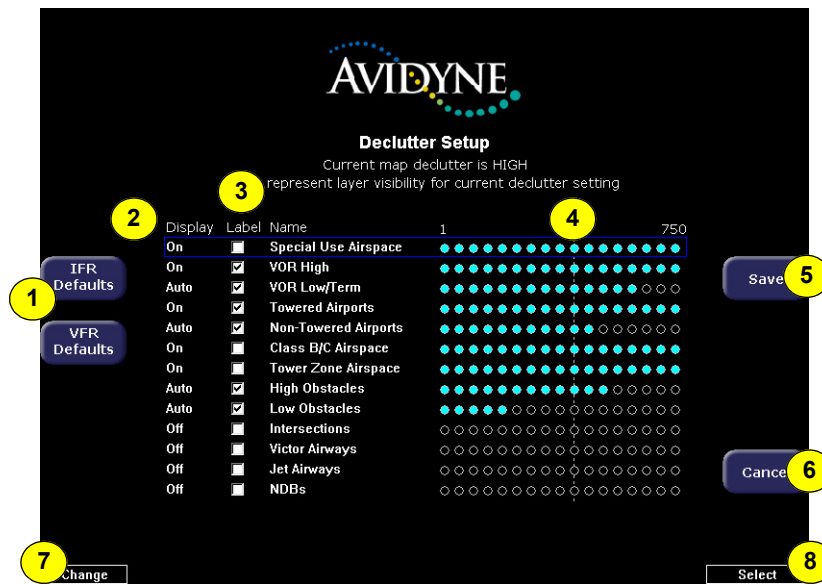 AVIDYNE
Declutter Setup
Current map declutter is HIGH
represent layer visibility for current declutter setting
3
2
4
Display Label Name 1 750
On Special Use Airspace
On VOR High
Auto VOR Low/Term
On Towered Airports
Auto Non-Towered Airports
On Class B/C Airspace
On Tower Zone Airspace
Auto High Obstacles
Auto Low Obstacles
Off Intersections
Off Victor Airways
Off Jet Airways
Off NDBs
IFR
Defaults
1
VFR
Defaults
Save 5
Cance 6
7
Change
8
Select